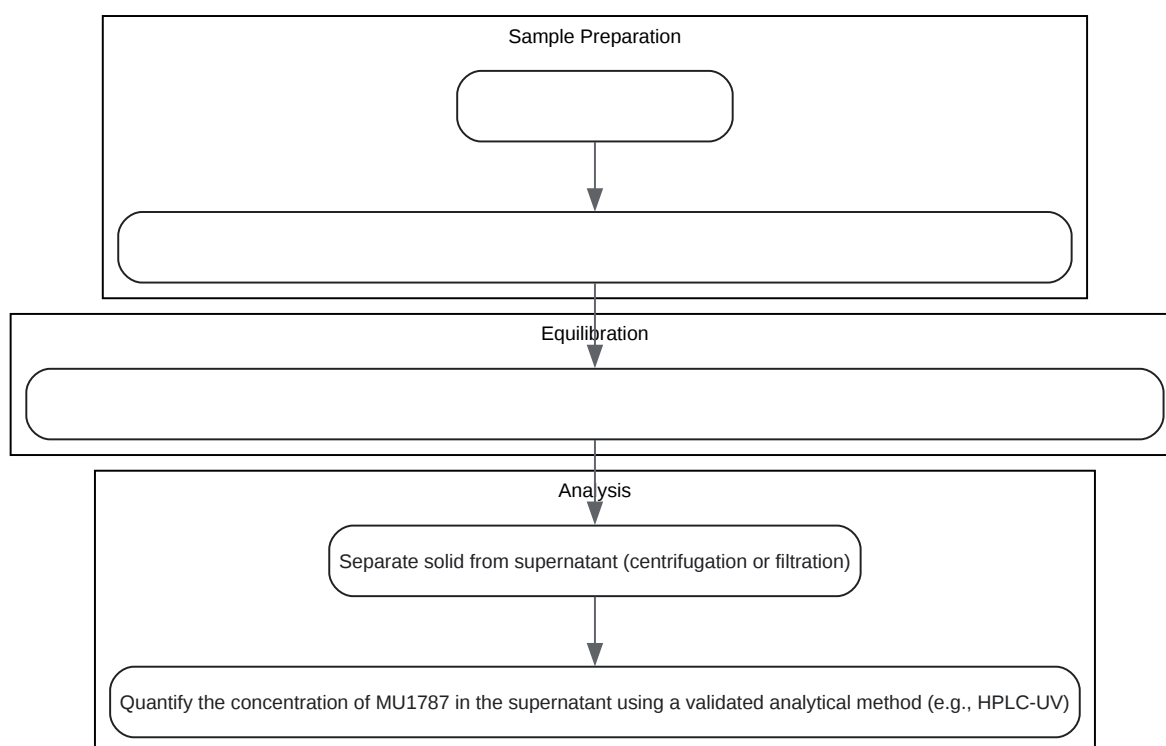 Sample Preparation
Equilibration
Analysis
Separate solid from supernatant (centrifugation or filtration)
Quantify the concentration of MU1787 in the supernatant using a validated analytical method (e.g., HPLC-UV)